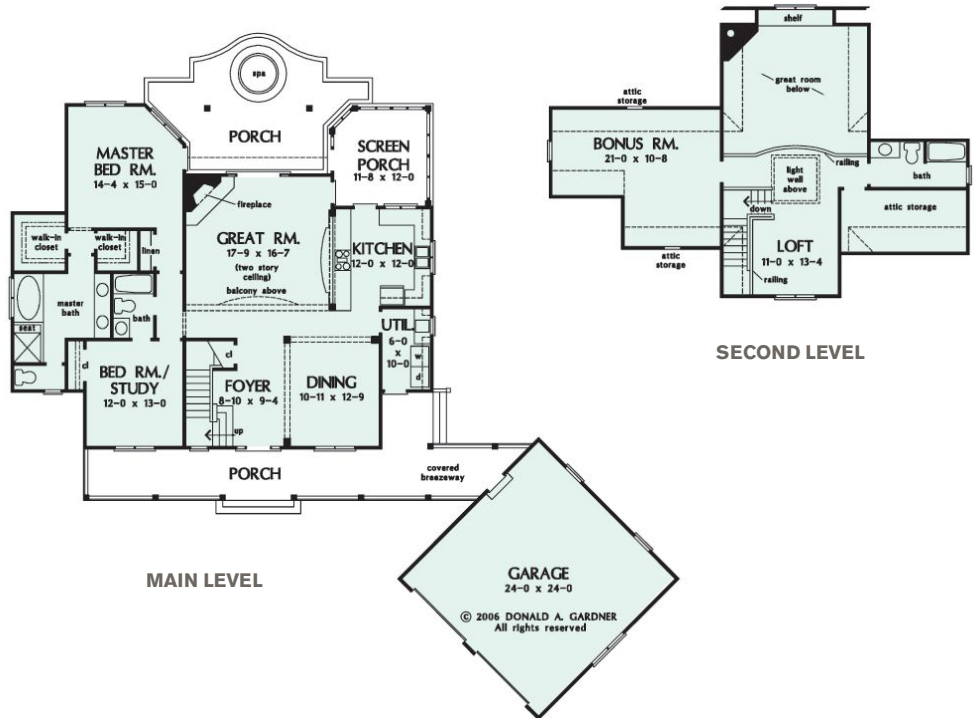 spa
PORCH
MASTER
BED RM.
14-4 x 15-0
SCREEN
PORCH
11-8 x 12-0
fireplace
walk-in
closet
walk-in
closet
linen
GREAT RM.
17-9 x 16-7
(two story
ceiling)
balcony above
KITCHEN
12-0 x 12-0
master
bath
bath
seat
UTIL.
6-0
x
10-0
w
d
cl
BED RM./
STUDY
12-0 x 13-0
cl
FOYER
8-10 x 9-4
up
DINING
10-11 x 12-9
PORCH
covered
breezeway
MAIN LEVEL
GARAGE
24-0 x 24-0
© 2006 DONALD A. GARDNER
All rights reserved
shelf
great room
below
attic
storage
BONUS RM.
21-0 x 10-8
railing
bath
light
well
above
down
attic storage
LOFT
11-0 x 13-4
attic
storage
railing
SECOND LEVEL